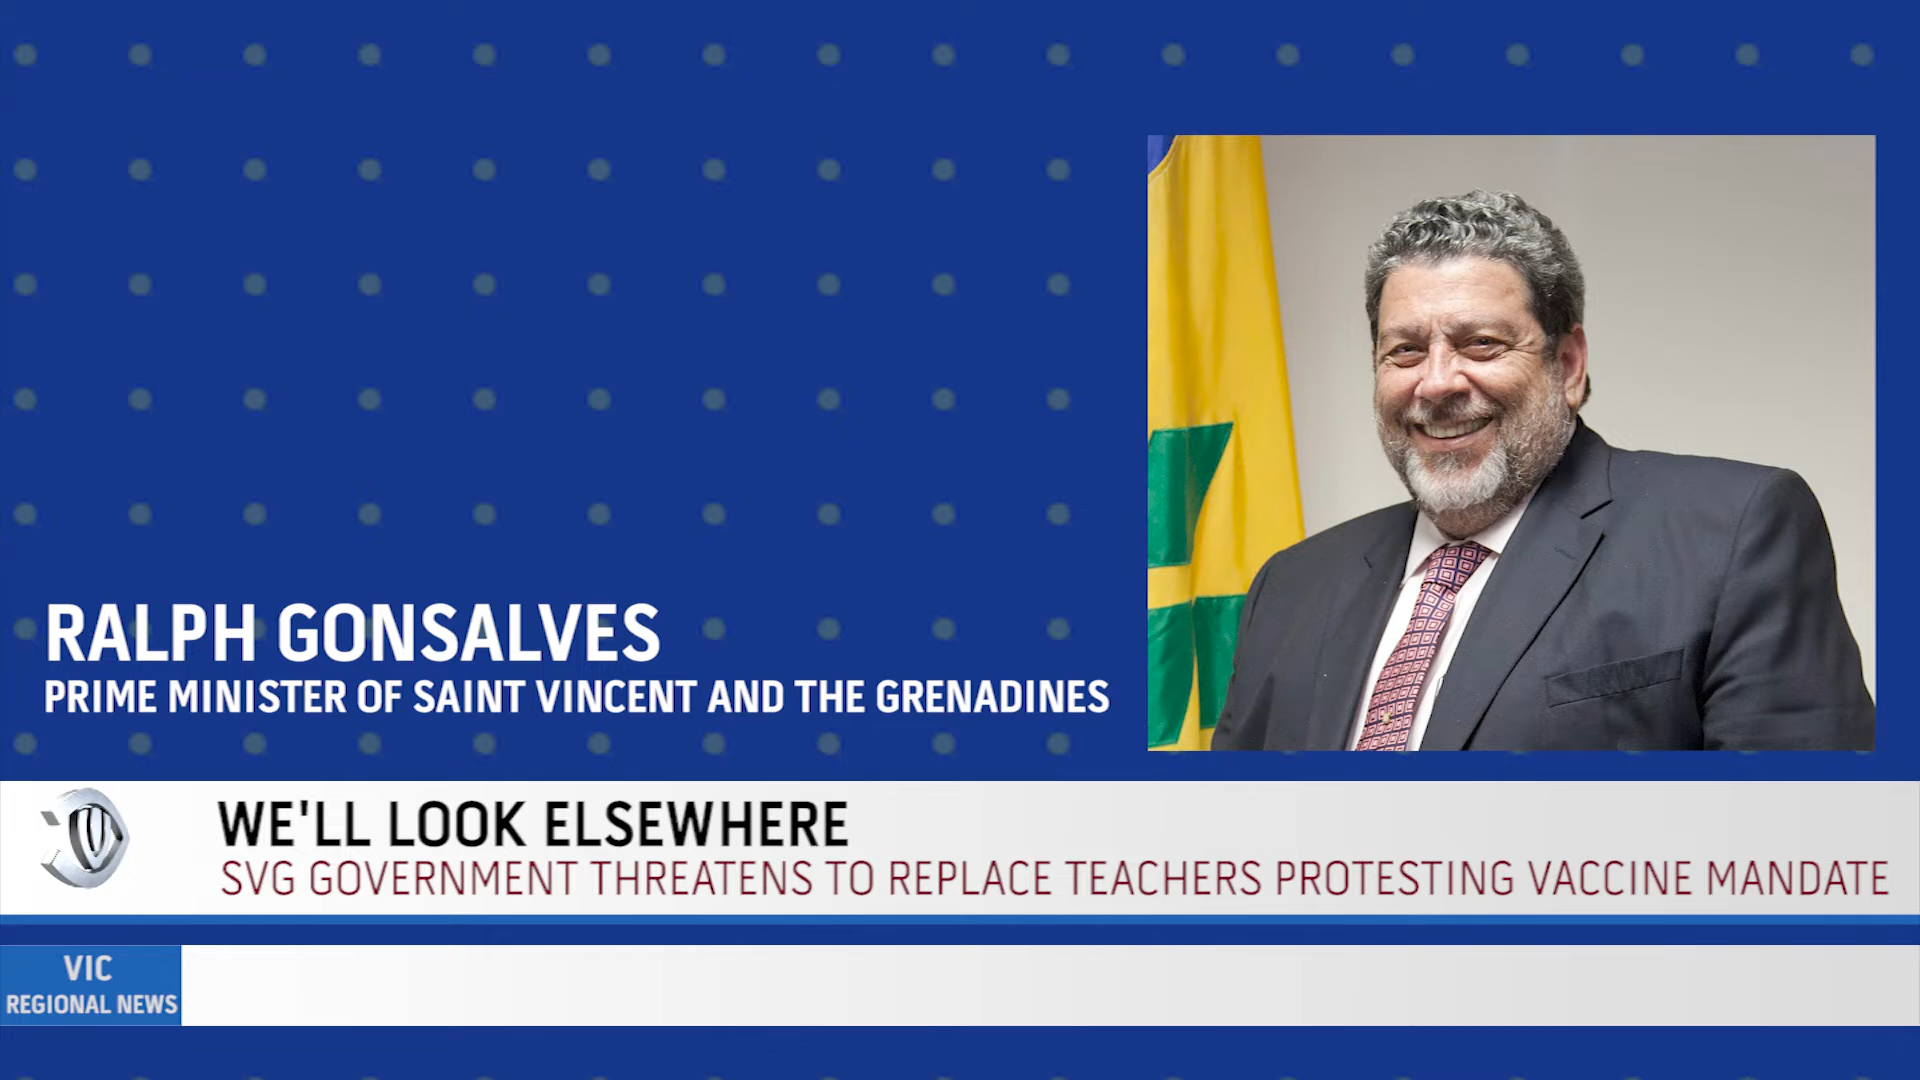 RALPH GONSALVES
PRIME MINISTER OF SAINT VINCENT AND THE GRENADINES
WE'LL LOOK ELSEWHERE
SVG GOVERNMENT THREATENS TO REPLACE TEACHERS PROTESTING VACCINE MANDATE
VIC
REGIONAL NEWS